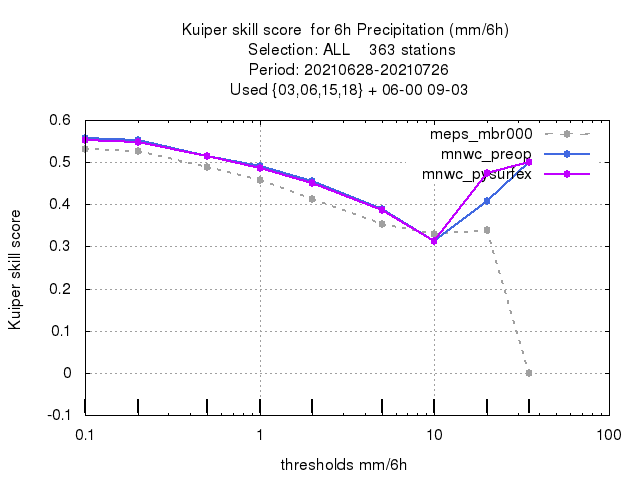 Kuiper skill score  for 6h Precipitation (mm/6h)
Selection: ALL    363 stations
Period: 20210628-20210726
Used {03,06,15,18} + 06-00 09-03
meps_mbr000
mnwc_preop
mnwc_pysurfex
Kuiper skill score
0.6
0.5
0.4
0.3
0.2
0.1
0
-0.1
0.1 1 10 100
thresholds mm/6h